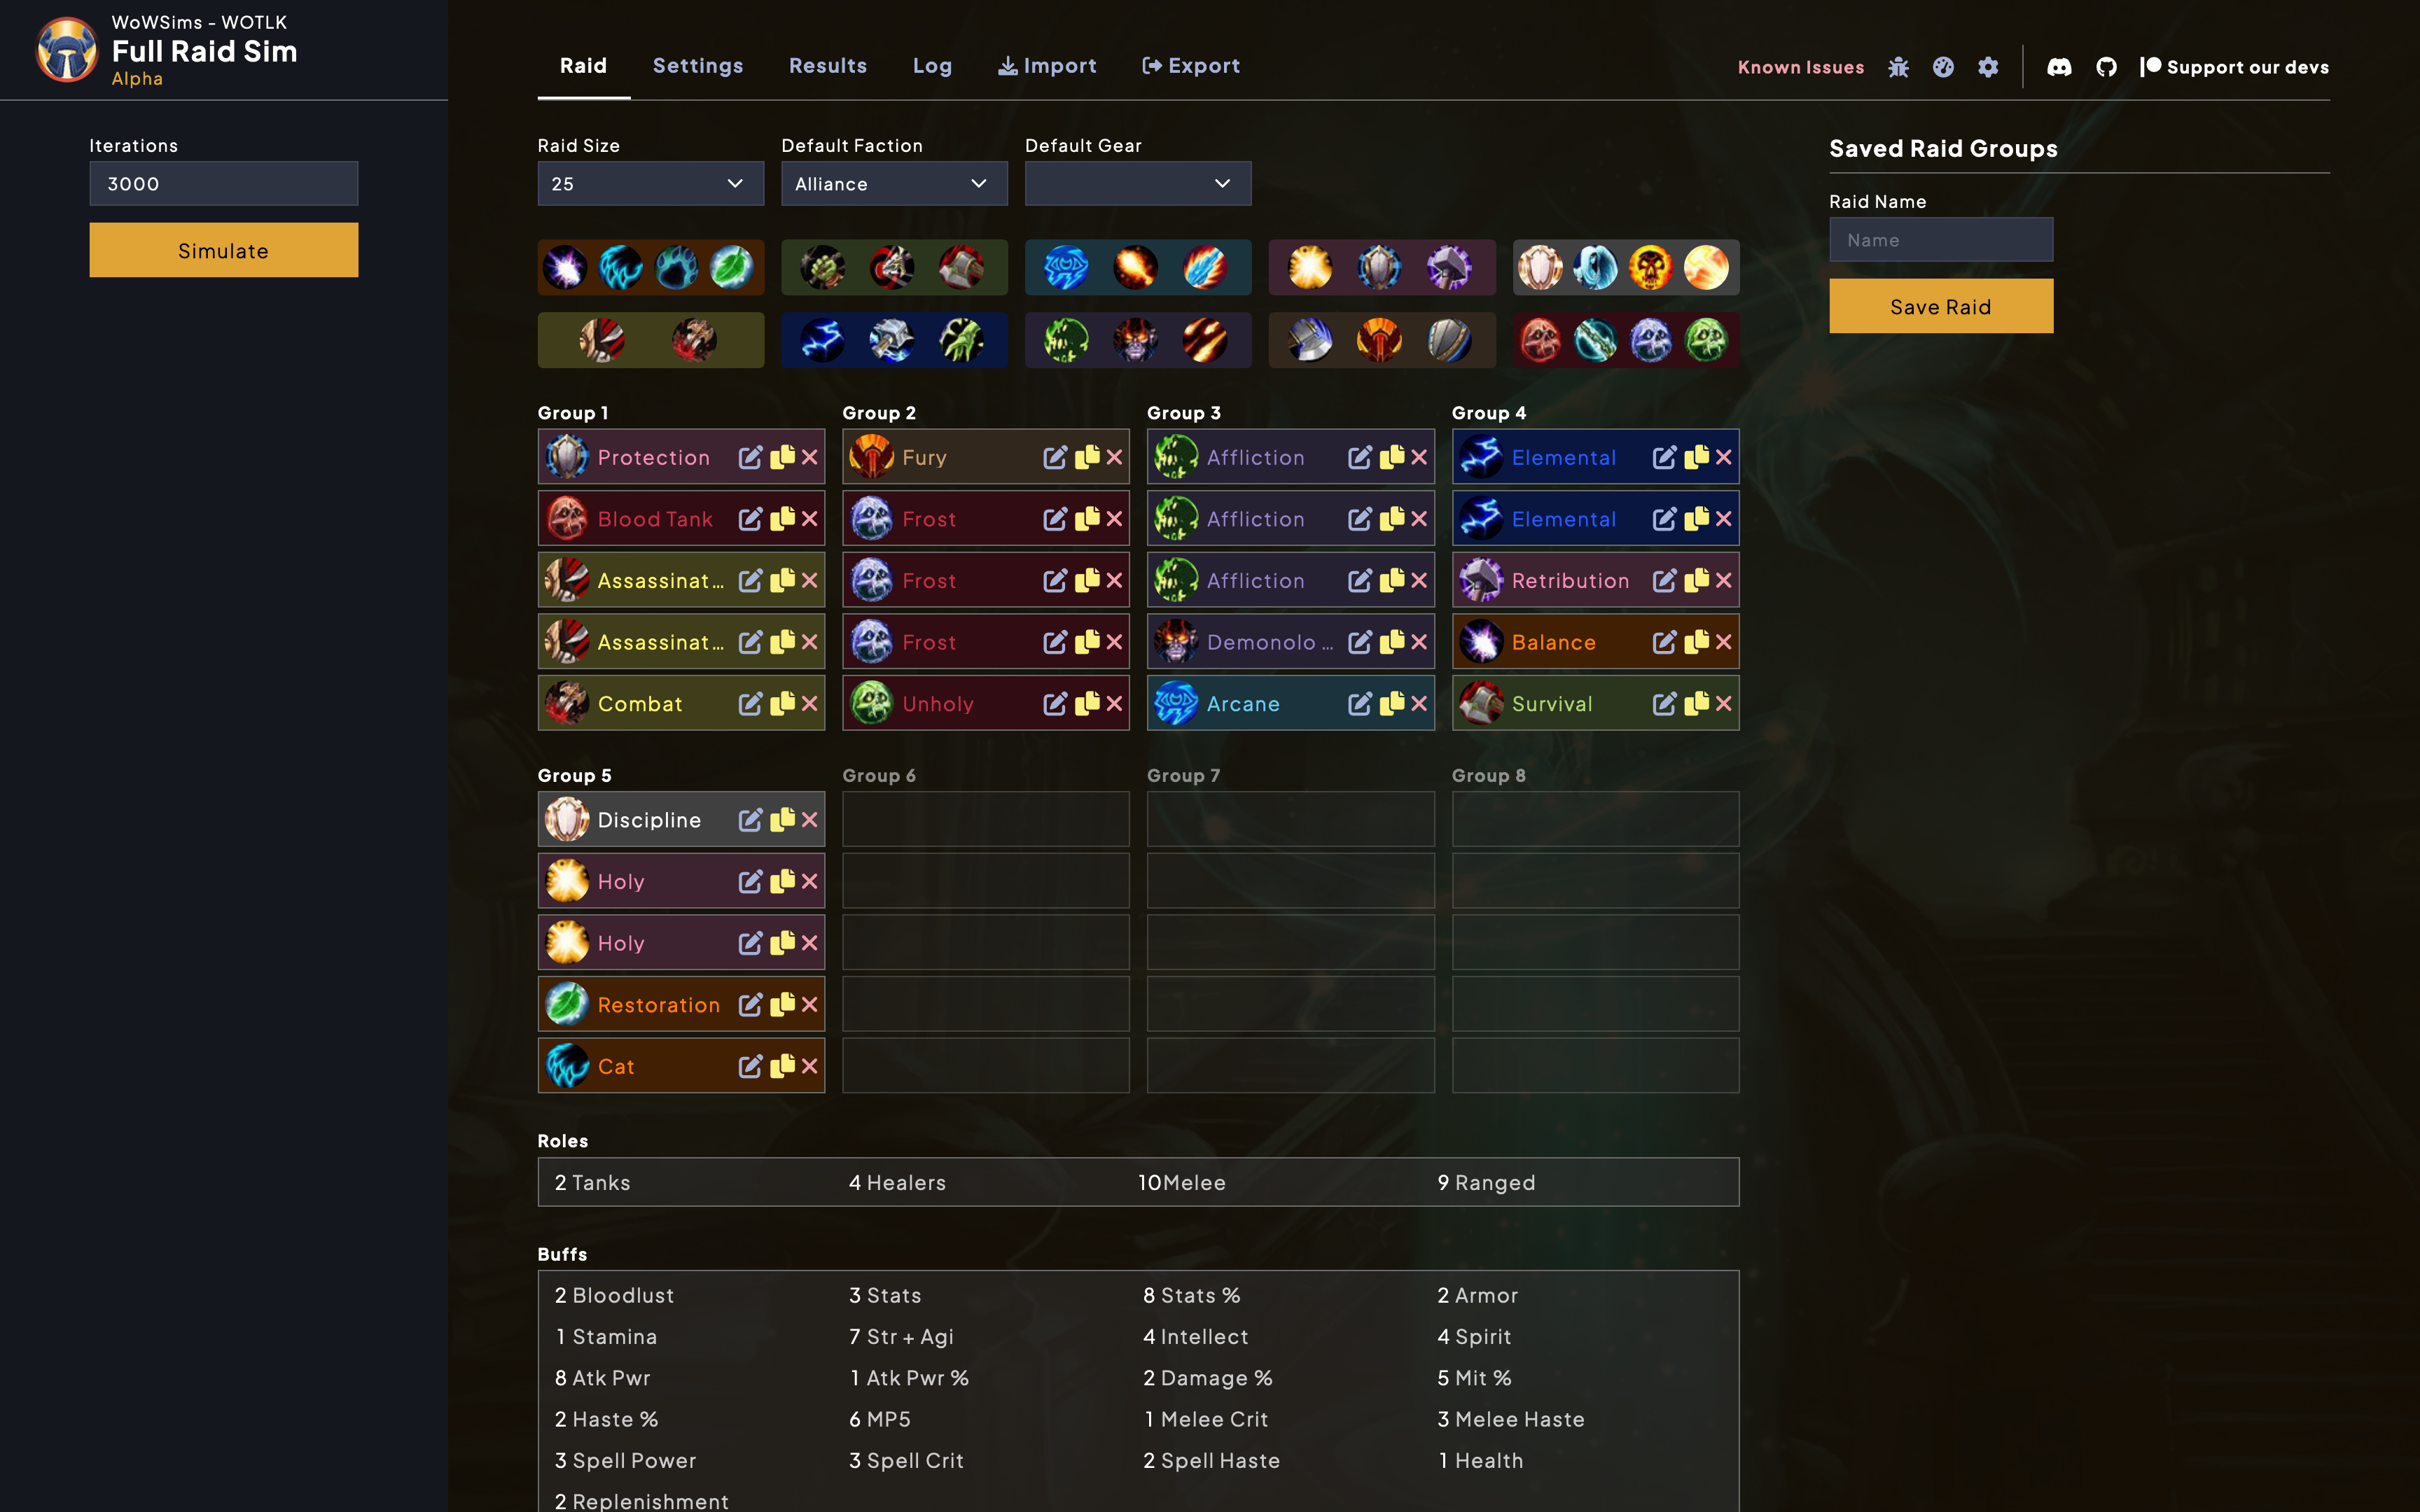 WoWSims - WOTLK
Full Raid Sim
Alpha
Raid
Settings
Results
Log
Import
Export
Known Issues
Support our devs
Iterations
3000
Simulate
Raid Size
25
Default Faction
Alliance
Default Gear
Saved Raid Groups
Raid Name
Name
Save Raid
Group 1
Protection
Blood Tank
Assassinat...
Assassinat...
Combat
Group 2
Fury
Frost
Frost
Frost
Unholy
Group 3
Affliction
Affliction
Affliction
Demonolo...
Arcane
Group 4
Elemental
Elemental
Retribution
Balance
Survival
Group 5
Discipline
Holy
Holy
Restoration
Cat
Group 6
Group 7
Group 8
Roles
2 Tanks
4 Healers
10Melee
9 Ranged
Buffs
2 Bloodlust
3 Stats
8 Stats %
2 Armor
1 Stamina
7 Str + Agi
4 Intellect
4 Spirit
8 Atk Pwr
1 Atk Pwr %
2 Damage %
5 Mit %
2 Haste %
6 MP5
1 Melee Crit
3 Melee Haste
3 Spell Power
3 Spell Crit
2 Spell Haste
1 Health
2 Replenishment